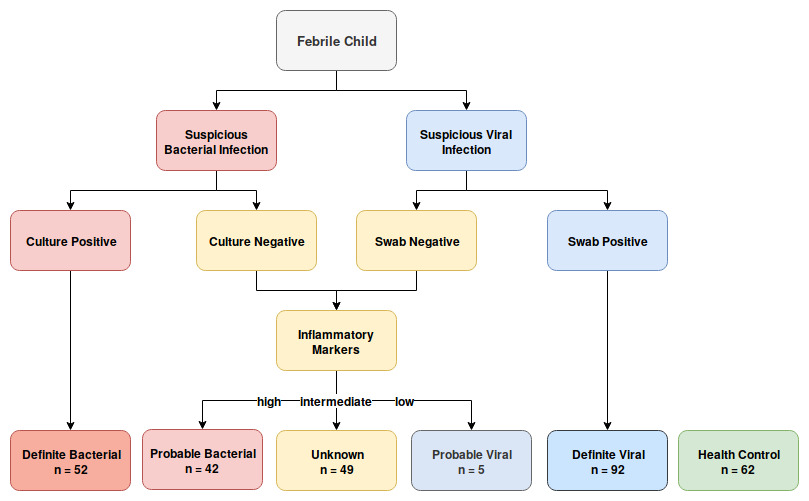 Febrile Child
Suspicious
Bacterial Infection
Suspicious Viral
Infection
Culture Positive
Culture Negative
Swab Negative
Swab Positive
Inflammatory
Markers
high
intermediate
low
Definite Bacterial
n = 52
Probable Bacterial
n = 42
Unknown
n = 49
Probable Viral
n = 5
Definite Viral
n = 92
Health Control
n = 62